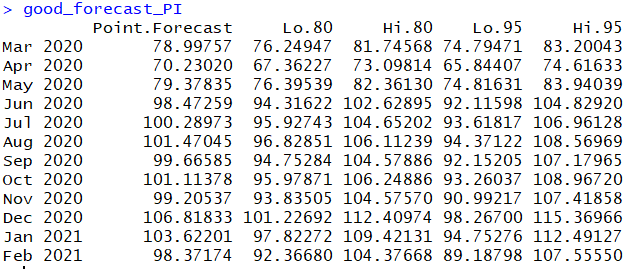 > good_forecast_PI
Point.Forecast Lo.80 Hi.80 Lo.95 Hi.95
Mar 2020 78.99757 76.24947 81.74568 74.79471 83.20043
Apr 2020 70.23020 67.36227 73.09814 65.84407 74.61633
May 2020 79.37835 76.39539 82.36130 74.81631 83.94039
Jun 2020 98.47259 94.31622 102.62895 92.11598 104.82920
Jul 2020 100.28973 95.92743 104.65202 93.61817 106.96128
Aug 2020 101.47045 96.82851 106.11239 94.37122 108.56969
Sep 2020 99.66585 94.75284 104.57886 92.15205 107.17965
Oct 2020 101.11378 95.97871 106.24886 93.26037 108.96720
Nov 2020 99.20537 93.83505 104.57570 90.99217 107.41858
Dec 2020 106.81833 101.22692 112.40974 98.26700 115.36966
Jan 2021 103.62201 97.82272 109.42131 94.75276 112.49127
Feb 2021 98.37174 92.36680 104.37668 89.18798 107.55550